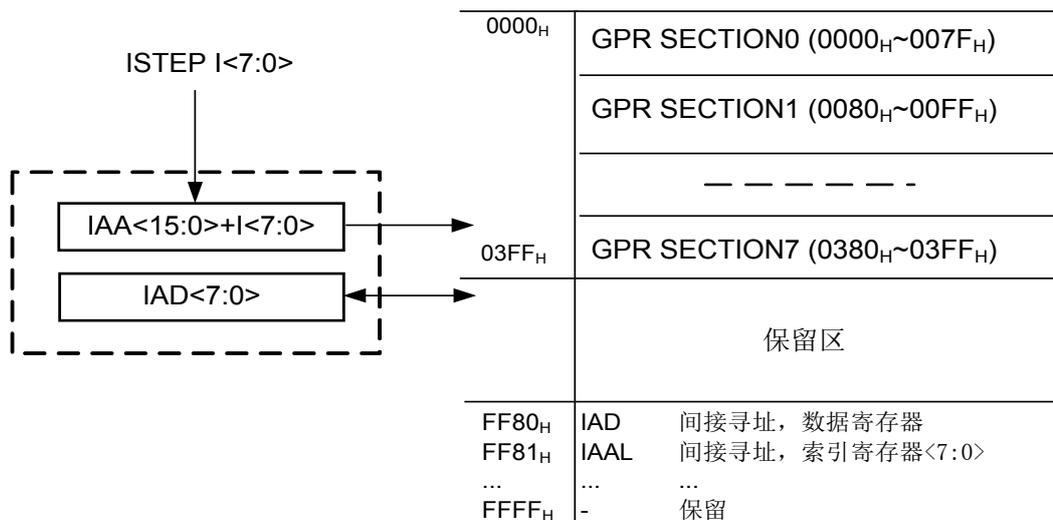 ISTEP I<7:0>
IAA<15:0>+I<7:0>
IAD<7:0>
0000H
GPR SECTION0 (0000H~007FH)
GPR SECTION1 (0080H~00FFH)
03FFH
GPR SECTION7 (0380H~03FFH)
保留区
FF80H IAD 间接寻址，数据寄存器
FF81H IAAL 间接寻址，索引寄存器<7:0>
... ... ...
FFFFH - 保留